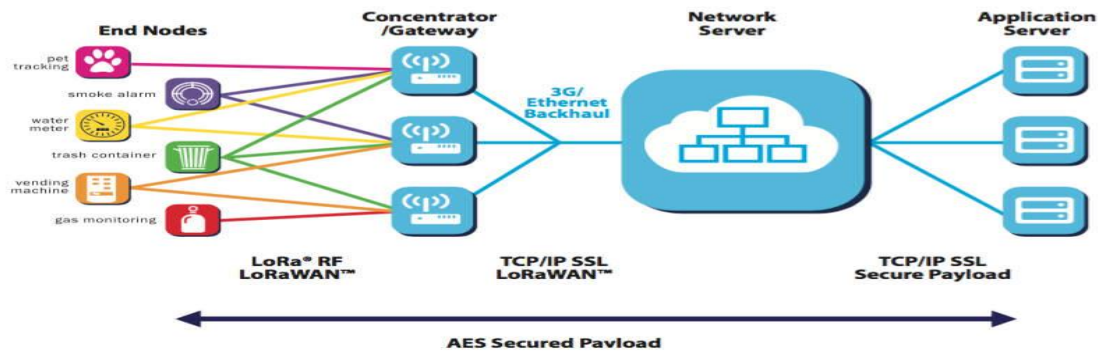 End Nodes
Concentrator
/Gateway
Network
Server
Application
Server
pet
tracking
smoke alarm
water
meter
trash container
vending
machine
gas monitoring
3G/
Ethernet
Backhaul
LoRa® RF
LoRaWAN™
TCP/IP SSL
LoRaWAN™
TCP/IP SSL
Secure Payload
AES Secured Payload